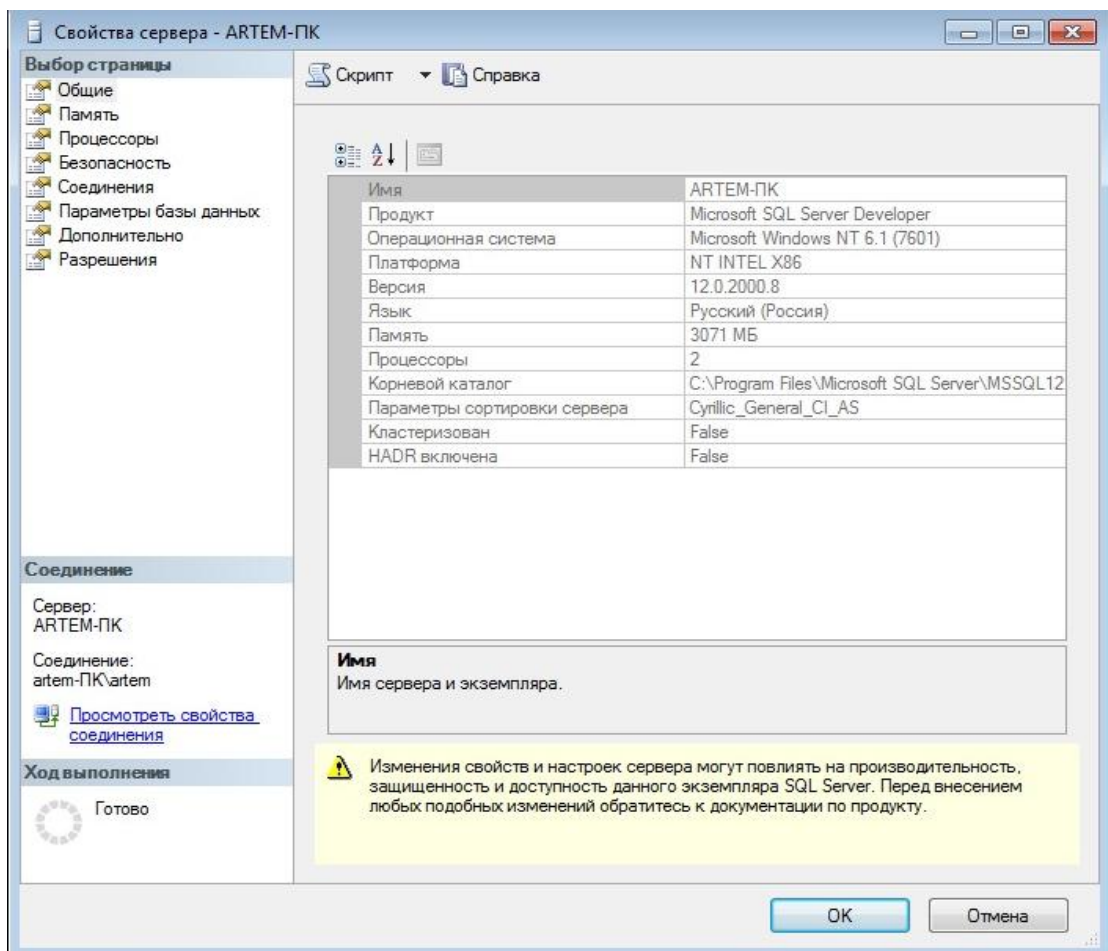 Свойства сервера - ARTEM-ПК
Выбор страницы
Общие
Память
Процессоры
Безопасность
Соединения
Параметры базы данных
Дополнительно
Разрешения
Скрипт
Справка
Имя ARTEM-ПК
Продукт Microsoft SQL Server Developer
Операционная система Microsoft Windows NT 6.1 (7601)
Платформа NT INTEL X86
Версия 12.0.2000.8
Язык Русский (Россия)
Память 3071 МБ
Процессоры 2
Корневой каталог C:\Program Files\Microsoft SQL Server\MSSQL12
Параметры сортировки сервера Cyrillic_General_CI_AS
Кластеризован False
HADR включена False
Соединение
Сервер:
ARTEM-ПК
Соединение:
artem-ПК\artem
Просмотреть свойства
соединения
Ход выполнения
Готово
Имя
Имя сервера и экземпляра.
Изменения свойств и настроек сервера могут повлиять на производительность,
защищенность и доступность данного экземпляра SQL Server. Перед внесением
любых подобных изменений обратитесь к документации по продукту.
OK
Отмена